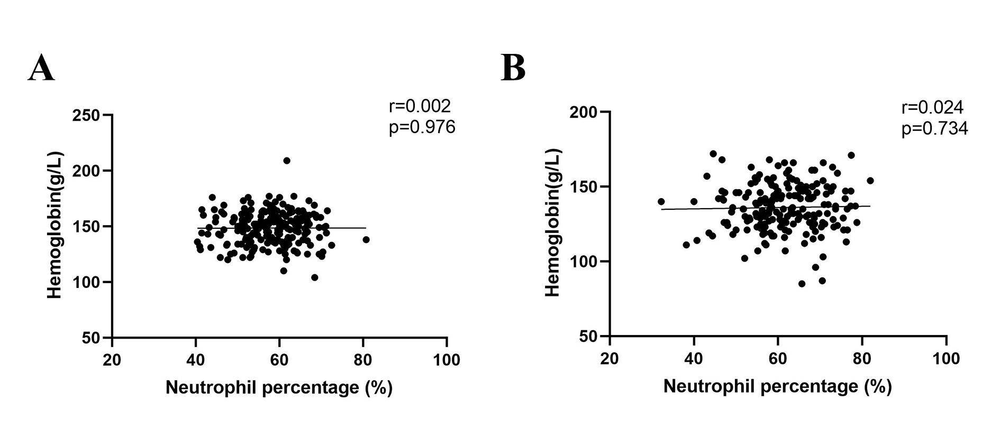 A
r=0.002
p=0.976
250
200
150
100
50
Hemoglobin(g/L)
20 40 60 80 100
Neutrophil percentage (%)
B
r=0.024
p=0.734
200
150
100
50
Hemoglobin(g/L)
20 40 60 80 100
Neutrophil percentage (%)